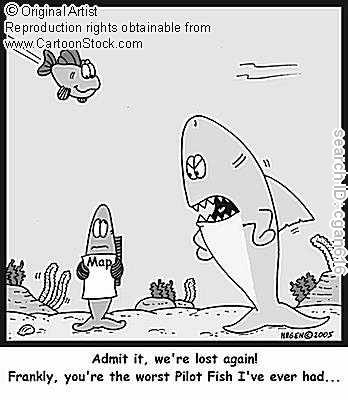 © Original Artist
Reproduction rights obtainable from
www.CartoonStock.com
search ID: cgan616
Map
HAGEN©2005
Admit it, we're lost again!
Frankly, you're the worst Pilot Fish I've ever had...